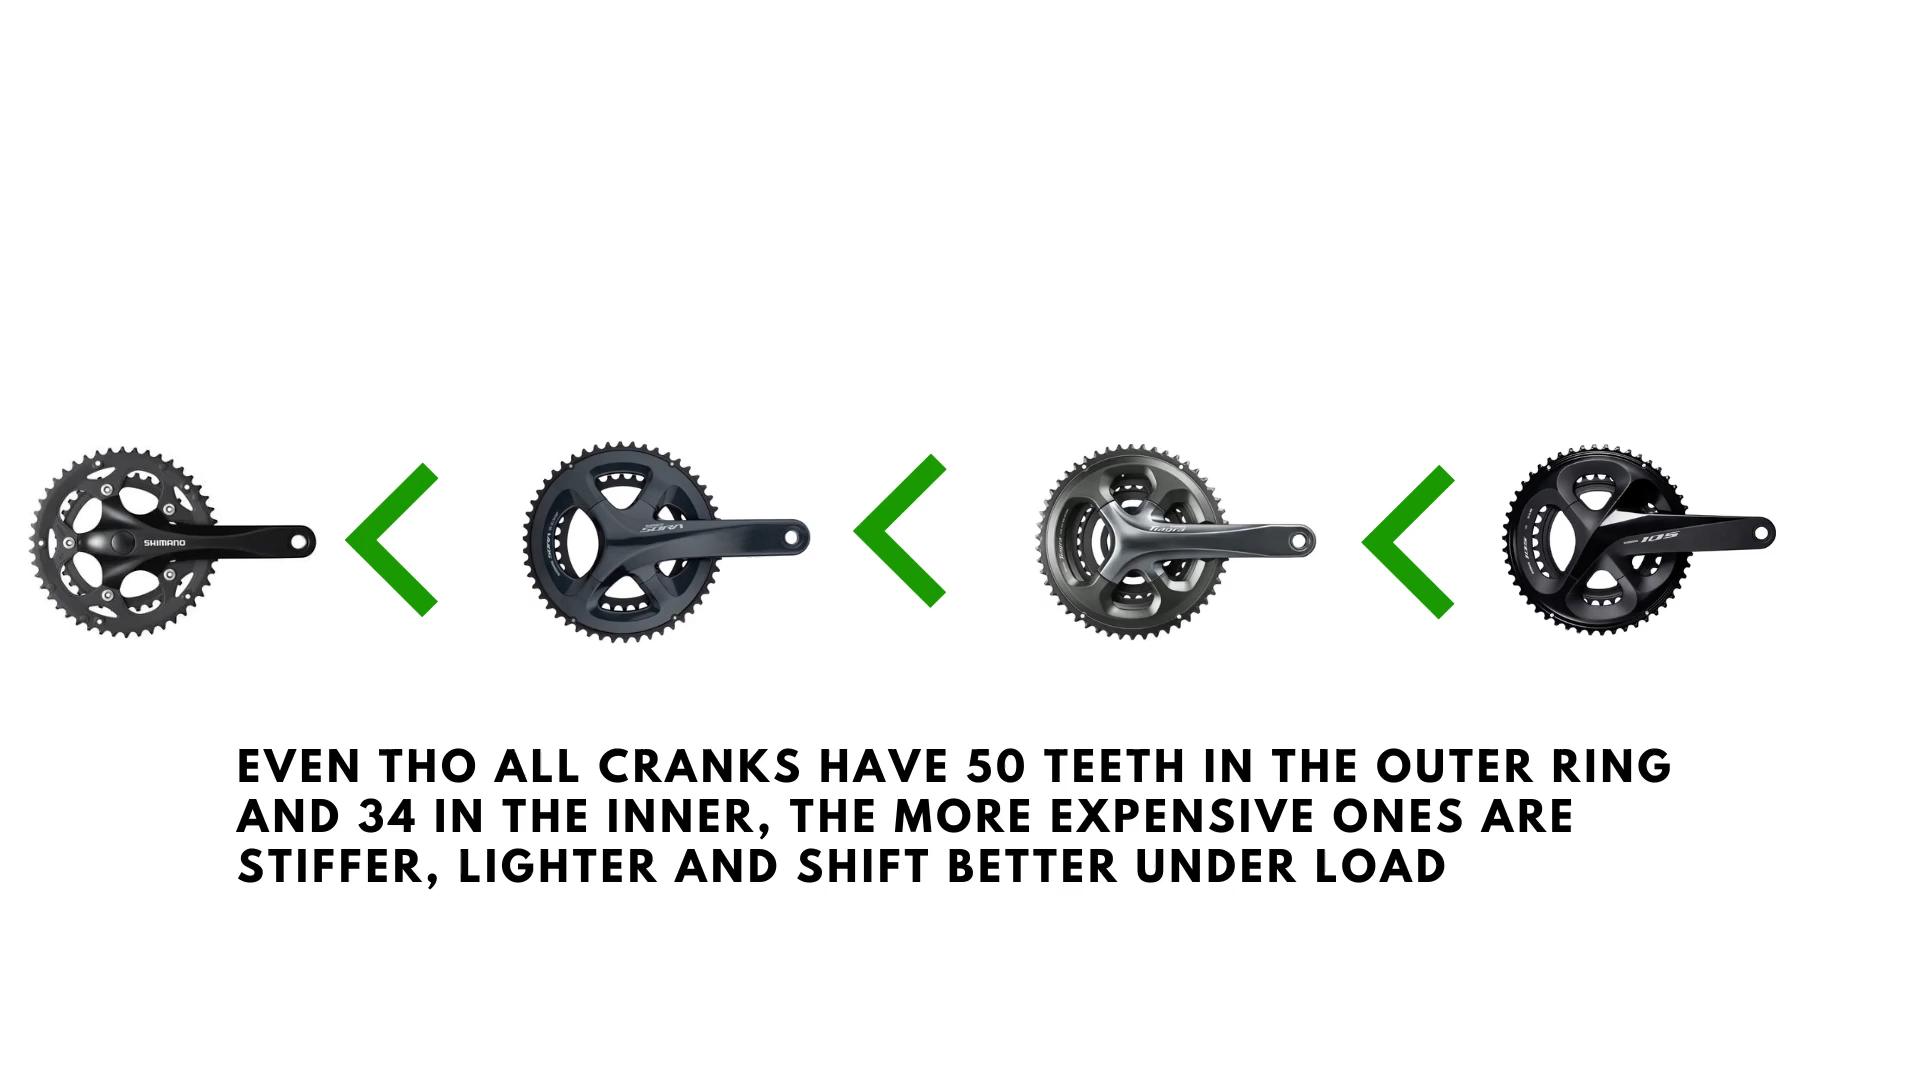 SHIMANO
SORA
Tiagra
105
EVEN THO ALL CRANKS HAVE 50 TEETH IN THE OUTER RING
AND 34 IN THE INNER, THE MORE EXPENSIVE ONES ARE
STIFFER, LIGHTER AND SHIFT BETTER UNDER LOAD